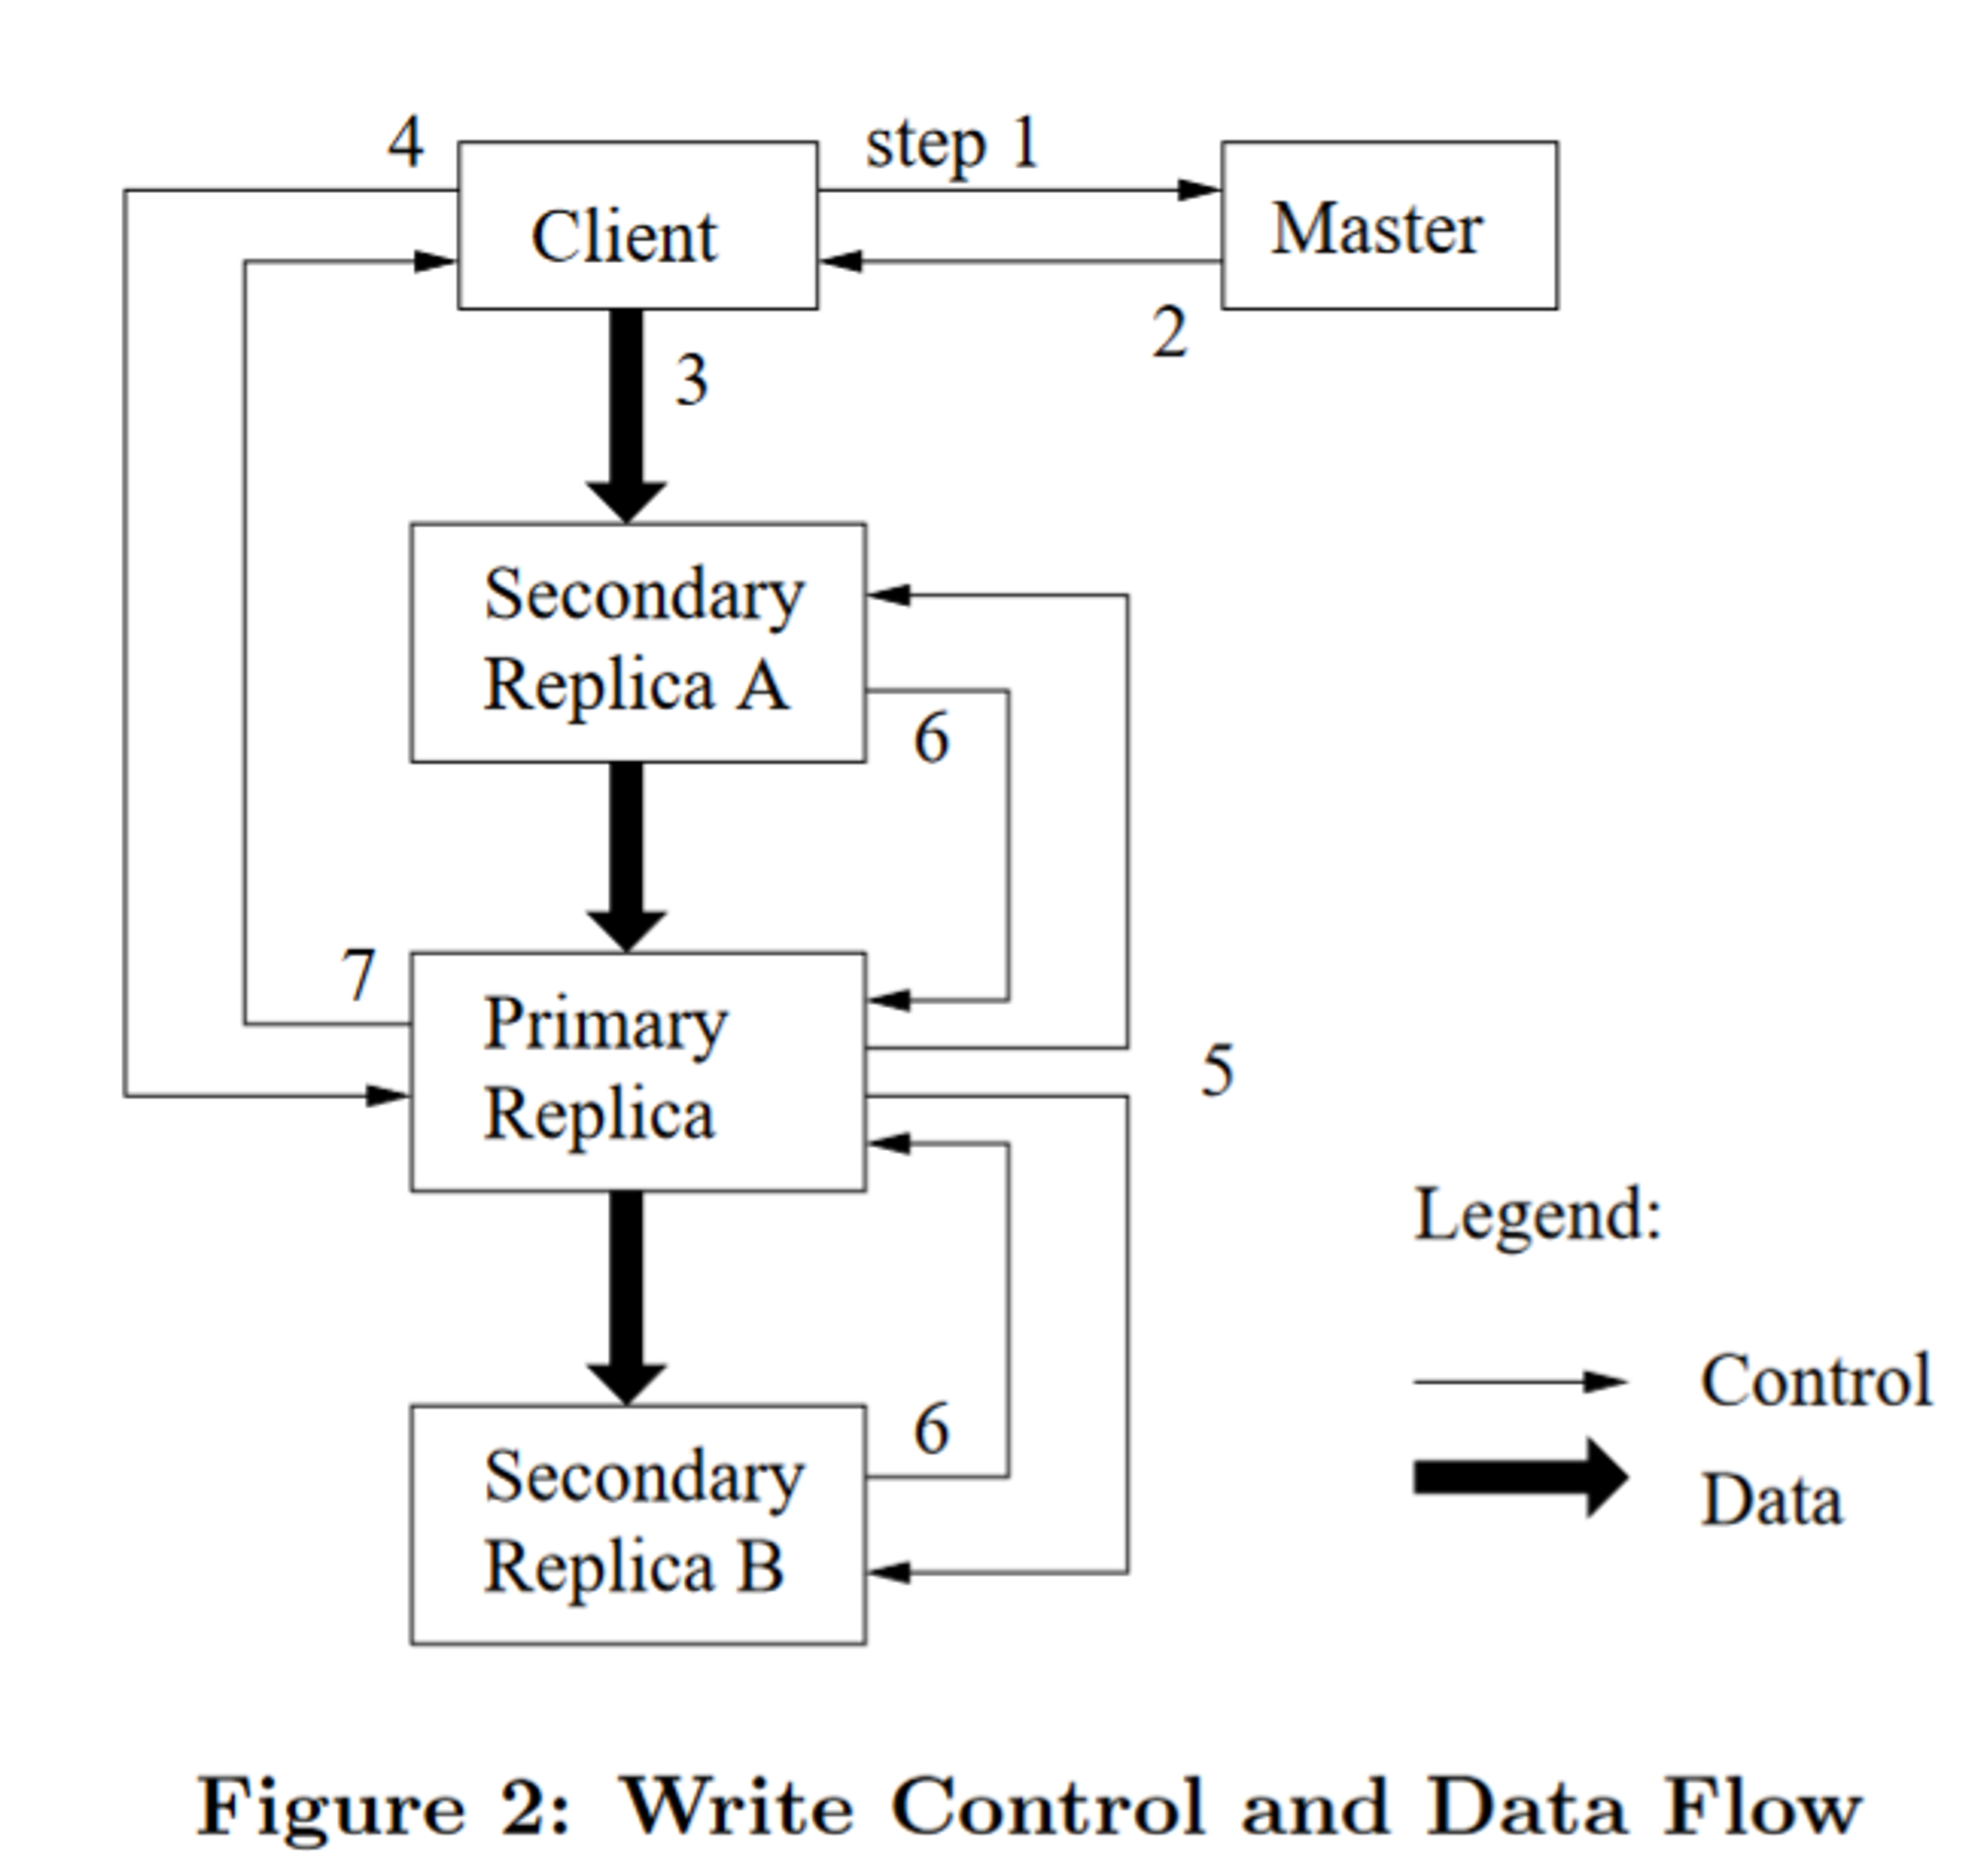 4
step 1
Client
Master
2
3
Secondary
Replica A
6
7
Primary
Replica
5
Legend:
Control
Data
6
Secondary
Replica B
Figure 2: Write Control and Data Flow